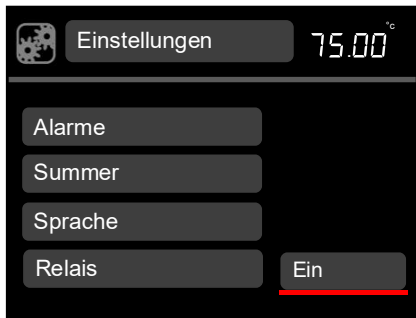 Einstellungen 75.00 °C
Alarme
Summer
Sprache
Relais Ein